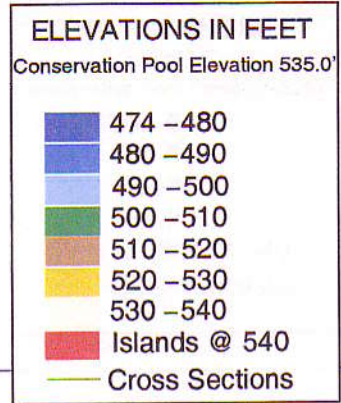 ELEVATIONS IN FEET
Conservation Pool Elevation 535.0'
474 –480
480 –490
490 –500
500 –510
510 –520
520 –530
530 –540
Islands @ 540
Cross Sections